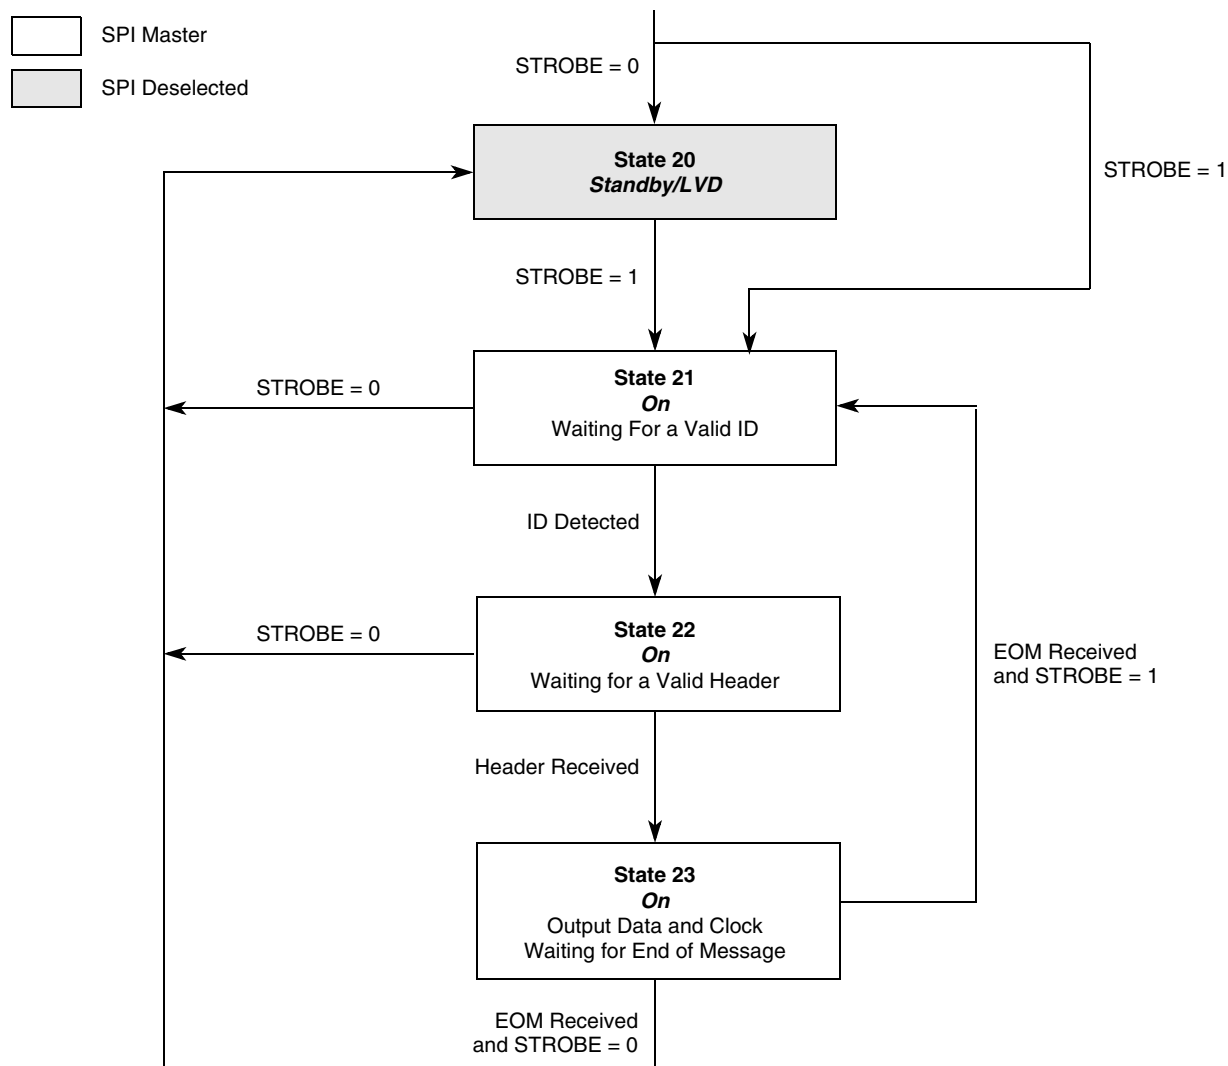 SPI Master
SPI Deselected
STROBE = 0
State 20
Standby/LVD
STROBE = 1
STROBE = 1
State 21
On
Waiting For a Valid ID
STROBE = 0
ID Detected
State 22
On
Waiting for a Valid Header
STROBE = 0
EOM Received
and STROBE = 1
Header Received
State 23
On
Output Data and Clock
Waiting for End of Message
EOM Received
and STROBE = 0